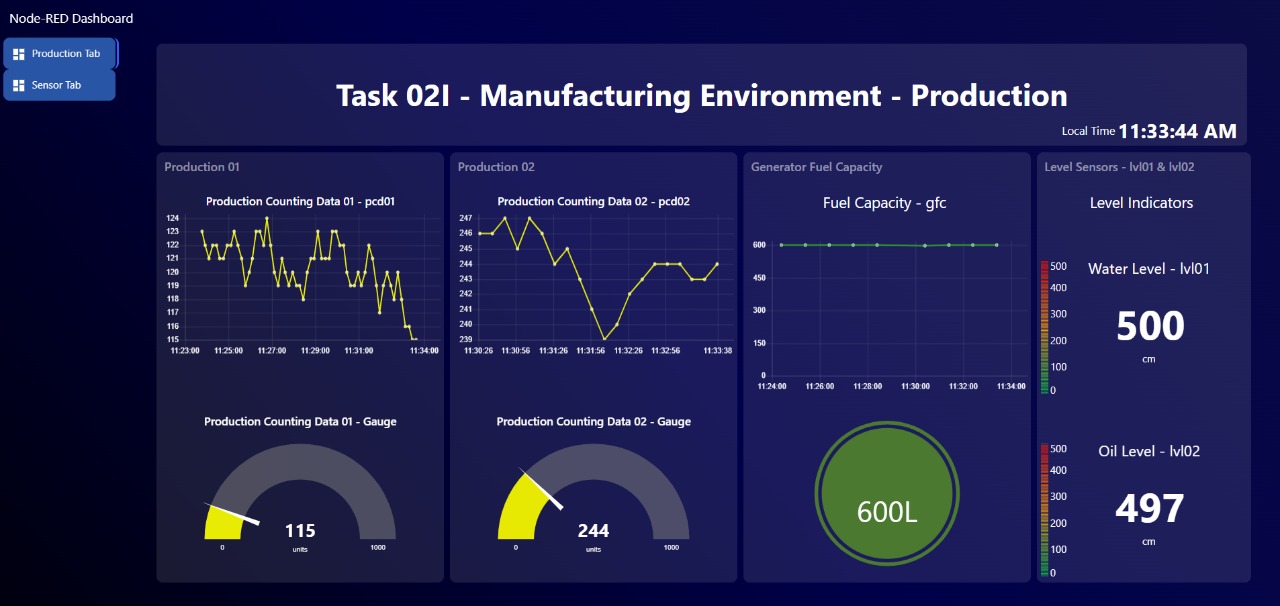 Node-RED Dashboard
Production Tab
Sensor Tab
Task 02I - Manufacturing Environment - Production
Local Time 11:33:44 AM
Production 01
Production Counting Data 01 - pcd01
124
123
122
121
120
119
118
117
116
115
11:23:00 11:25:00 11:27:00 11:29:00 11:31:00 11:34:00
Production Counting Data 01 - Gauge
115
units
0 1000
Production 02
Production Counting Data 02 - pcd02
247
246
245
244
243
242
241
240
239
11:30:26 11:30:56 11:31:26 11:31:56 11:32:26 11:32:56 11:33:38
Production Counting Data 02 - Gauge
244
units
0 1000
Generator Fuel Capacity
Fuel Capacity - gfc
600
450
300
150
0
11:24:00 11:26:00 11:28:00 11:30:00 11:32:00 11:34:00
600L
Level Sensors - lvl01 & lvl02
Level Indicators
Water Level - lvl01
500
400
300
200
100
0
500
cm
Oil Level - lvl02
500
400
300
200
100
0
497
cm